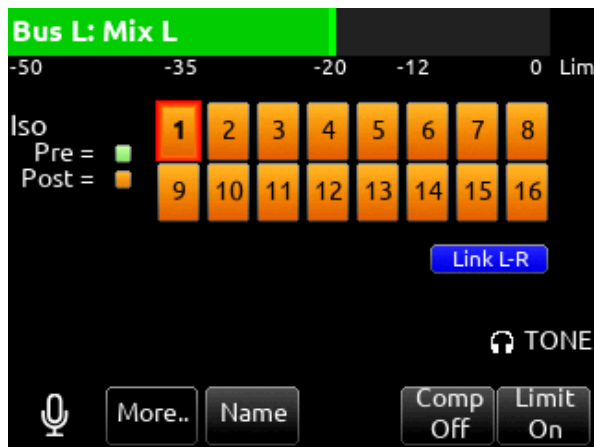 Bus L: Mix L
-50 -35 -20 -12 0 Lim
Iso
Pre =
Post =
1 2 3 4 5 6 7 8
9 10 11 12 13 14 15 16
Link L-R
TONE
More.. Name Comp Off Limit On